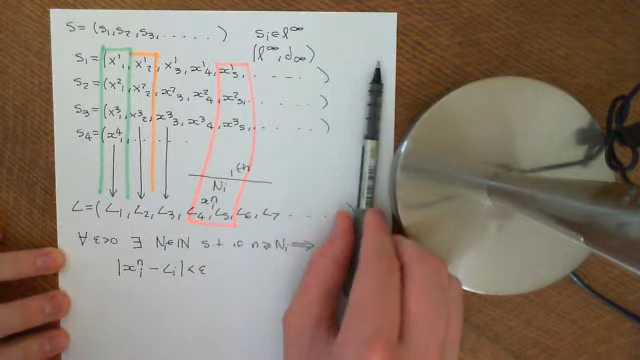 S = (s₁, s₂, s₃, . . . . . . ) sᵢ ∈ ℓ^∞
(ℓ^∞, d_∞)
S₁ = (x¹₁, x¹₂, x¹₃, x¹₄, x¹₅, . . . . . )
S₂ = (x²₁, x²₂, x²₃, x²₄, x²₅, . . . . . )
S₃ = (x³₁, x³₂, x³₃, x³₄, x³₅, . . . . . )
S₄ = (x⁴₁, . . . . .
Nᵢ
xⁿᵢ
L = (L₁, L₂, L₃, L₄, L₅, L₆, L₇ . . . . . )
∀ ε>0 ∃ Nᵢ∈ℕ s.t if n ≥ Nᵢ ⟹
|xⁿᵢ − Lᵢ| < ε